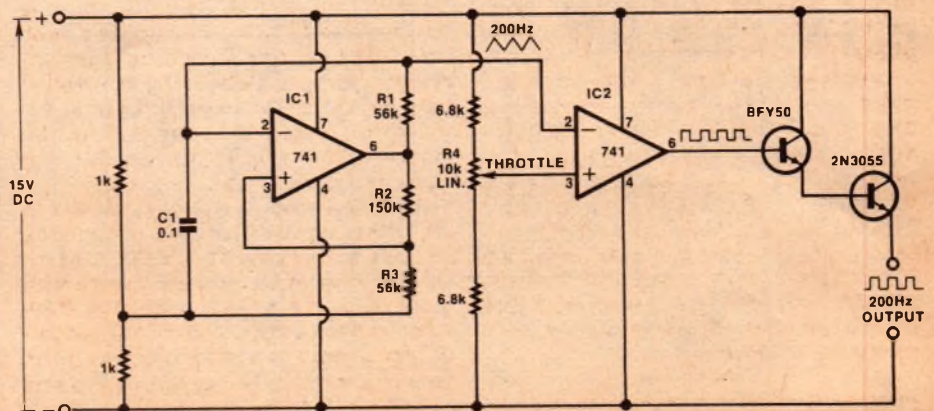 +
15V
DC
1k
1k
C1
0.1
IC1
2
−
741
+
3
7
6
4
R1
56k
R2
150k
R3
56k
200Hz
6.8k
R4
10k
LIN.
THROTTLE
6.8k
IC2
2
−
741
+
3
7
6
4
BFY50
2N3055
200Hz
OUTPUT
−